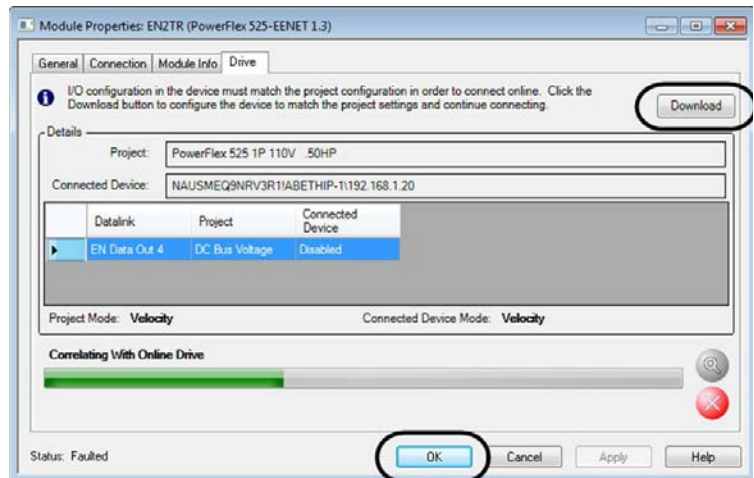 Module Properties: EN2TR (PowerFlex 525-EENET 1.3)
General Connection Module Info Drive
I/O configuration in the device must match the project configuration in order to connect online. Click the
Download button to configure the device to match the project settings and continue connecting.
Download
Details
Project: PowerFlex 525 1P 110V .50HP
Connected Device: NAUSMEQ9NRV3R1!ABETHIP-1\192.168.1.20
Datalink Project Connected
Device
EN Data Out 4 DC Bus Voltage Disabled
Project Mode: Velocity Connected Device Mode: Velocity
Correlating With Online Drive
Status: Faulted OK Cancel Apply Help